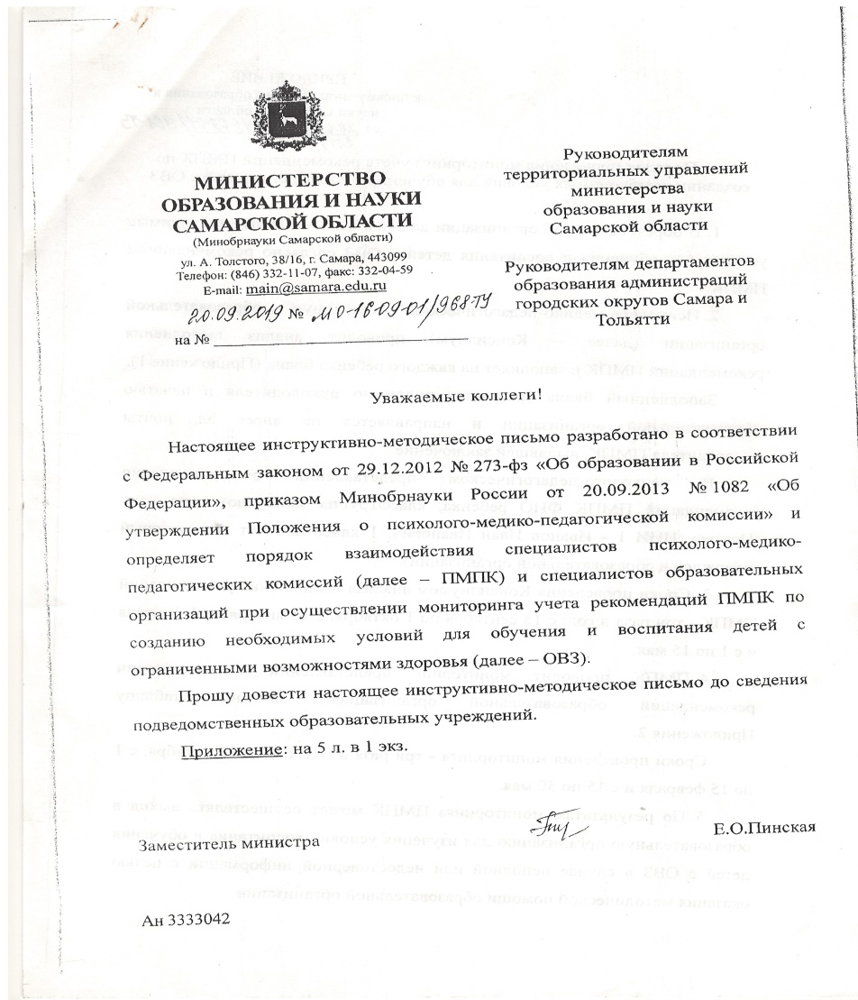 МИНИСТЕРСТВО
ОБРАЗОВАНИЯ И НАУКИ
САМАРСКОЙ ОБЛАСТИ
(Минобрнауки Самарской области)
ул. А. Толстого, 38/16, г. Самара, 443099
Телефон: (846) 332-11-07, факс: 332-04-59
E-mail: main@samara.edu.ru
20.09.2019 № МО-16-09-01/968-ТУ
на №
Руководителям
территориальных управлений
министерства
образования и науки
Самарской области
Руководителям департаментов
образования администраций
городских округов Самара и
Тольятти
Уважаемые коллеги!
Настоящее инструктивно-методическое письмо разработано в соответствии
с Федеральным законом от 29.12.2012 № 273-фз «Об образовании в Российской
Федерации», приказом Минобрнауки России от 20.09.2013 № 1082 «Об
утверждении Положения о психолого-медико-педагогической комиссии» и
определяет порядок взаимодействия специалистов психолого-медико-
педагогических комиссий (далее – ПМПК) и специалистов образовательных
организаций при осуществлении мониторинга учета рекомендаций ПМПК по
созданию необходимых условий для обучения и воспитания детей с
ограниченными возможностями здоровья (далее – ОВЗ).
Прошу довести настоящее инструктивно-методическое письмо до сведения
подведомственных образовательных учреждений.
Приложение: на 5 л. в 1 экз.
Заместитель министра
Е.О.Пинская
Ан 3333042